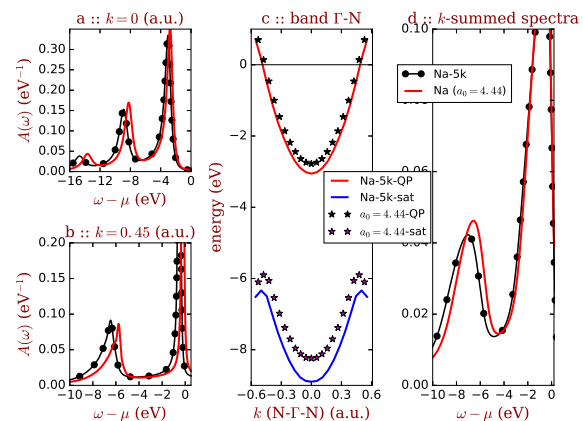 a :: k=0 (a.u.)
c :: band Γ-N
d :: k-summed spectra
0.30
0.25
0.20
0.15
0.10
0.05
0.00
A(ω) (eV⁻¹)
−16
−12
−8
−4
0
ω−μ (eV)
b :: k=0.45 (a.u.)
0.20
0.15
0.10
0.05
0.00
A(ω) (eV⁻¹)
−10
−8
−6
−4
−2
0
ω−μ (eV)
0
−2
−4
−6
−8
energy (eV)
Na-5k-QP
Na-5k-sat
a₀=4.44-QP
a₀=4.44-sat
−0.6
−0.3
0.0
0.3
0.6
k (N-Γ-N) (a.u.)
0.10
0.08
0.06
0.04
0.02
0.00
Na-5k
Na (a₀=4.44)
−10
−8
−6
−4
−2
0
ω−μ (eV)